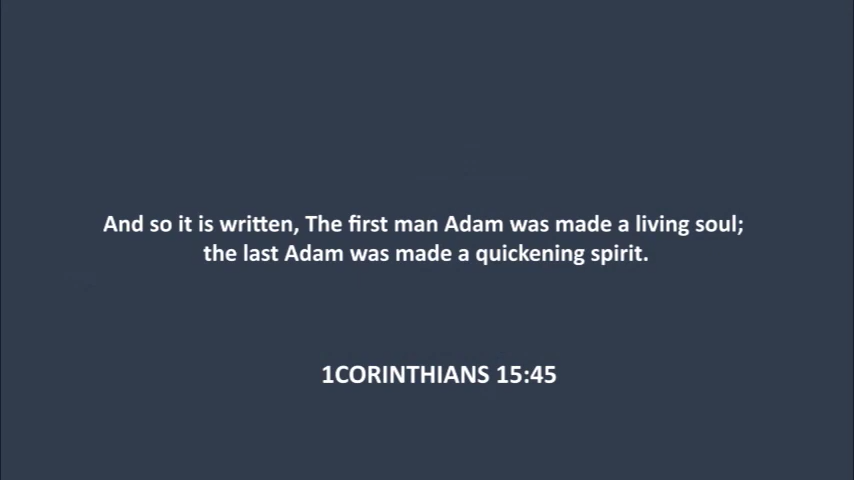 And so it is written, The first man Adam was made a living soul;
the last Adam was made a quickening spirit.
1CORINTHIANS 15:45